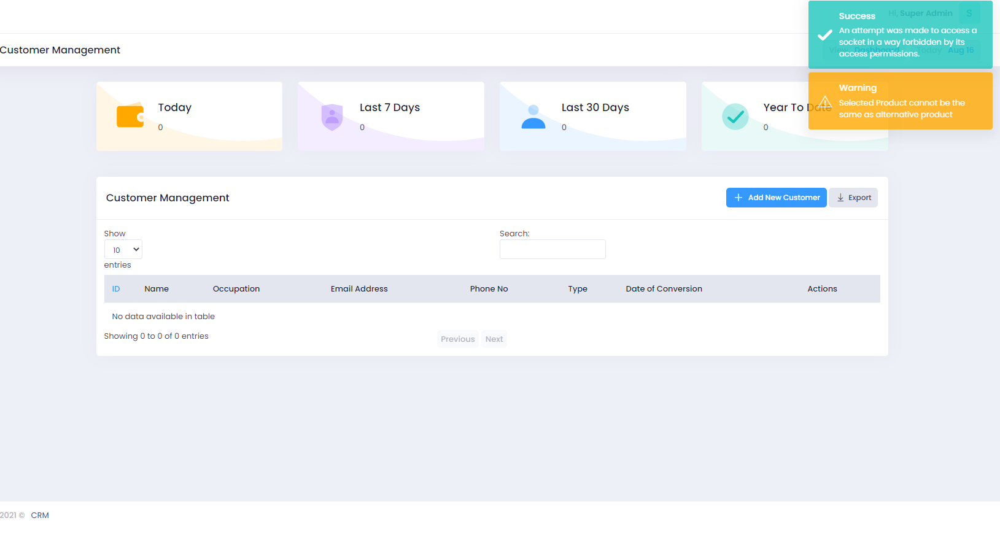 Hi, Super Admin S
Success
An attempt was made to access a
socket in a way forbidden by its
access permissions.
Customer Management
View Dashboard Today Aug 16
Warning
Selected Product cannot be the
same as alternative product
Today
0
Last 7 Days
0
Last 30 Days
0
Year To Date
0
Customer Management
Add New Customer
Export
Show
10
entries
Search:
ID Name Occupation Email Address Phone No Type Date of Conversion Actions
No data available in table
Showing 0 to 0 of 0 entries
Previous Next
2021 © CRM